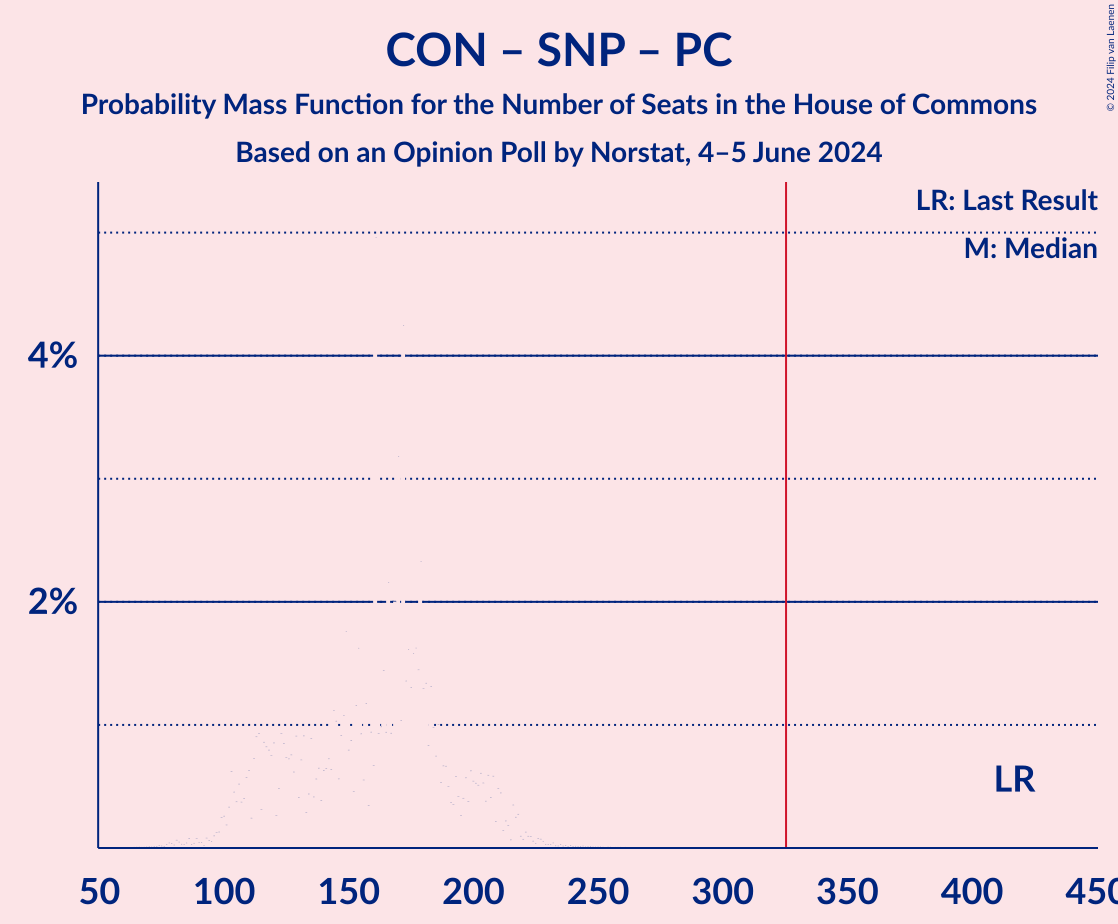 CON – SNP – PC
Probability Mass Function for the Number of Seats in the House of Commons
Based on an Opinion Poll by Norstat, 4–5 June 2024
© 2024 Filip van Laenen
LR: Last Result
M: Median
4%
2%
LR
50 100 150 200 250 300 350 400 450